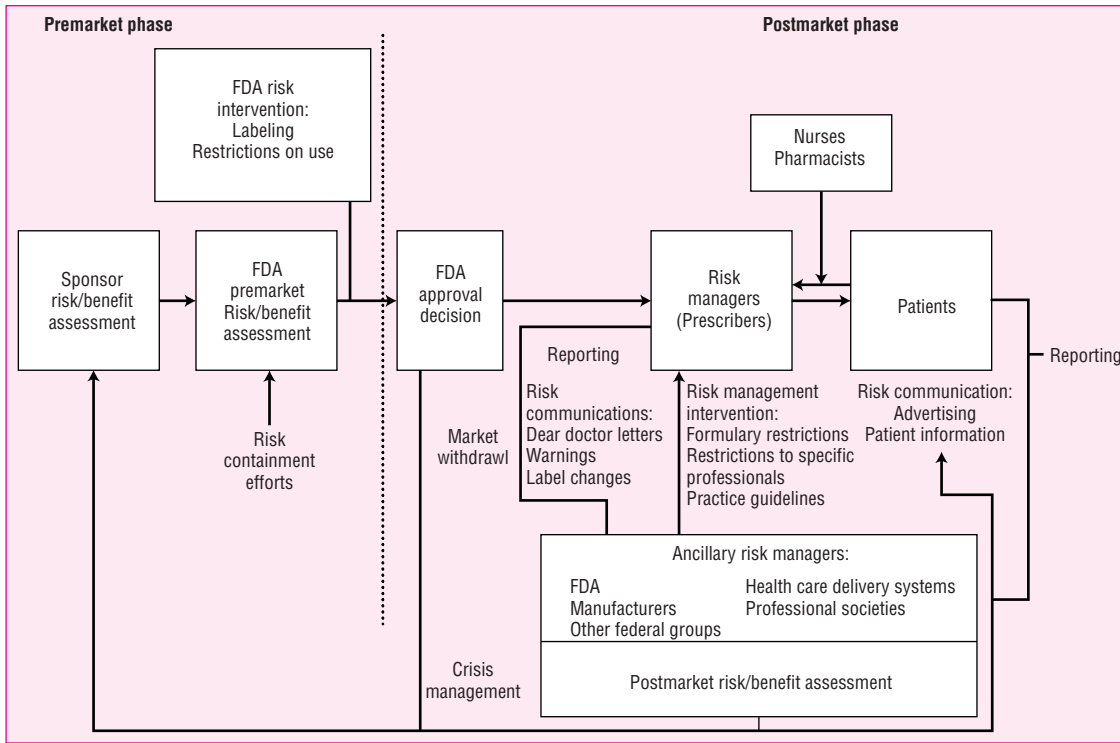 Premarket phase
Postmarket phase
FDA risk
intervention:
Labeling
Restrictions on use
Nurses
Pharmacists
Sponsor
risk/benefit
assessment
FDA
premarket
Risk/benefit
assessment
FDA
approval
decision
Risk
managers
(Prescribers)
Patients
Reporting
Reporting
Risk
containment
efforts
Market
withdrawl
Risk
communications:
Dear doctor letters
Warnings
Label changes
Risk management
intervention:
Formulary restrictions
Restrictions to specific
professionals
Practice guidelines
Risk communication:
Advertising
Patient information
Ancillary risk managers:
FDA
Manufacturers
Other federal groups
Health care delivery systems
Professional societies
Crisis
management
Postmarket risk/benefit assessment